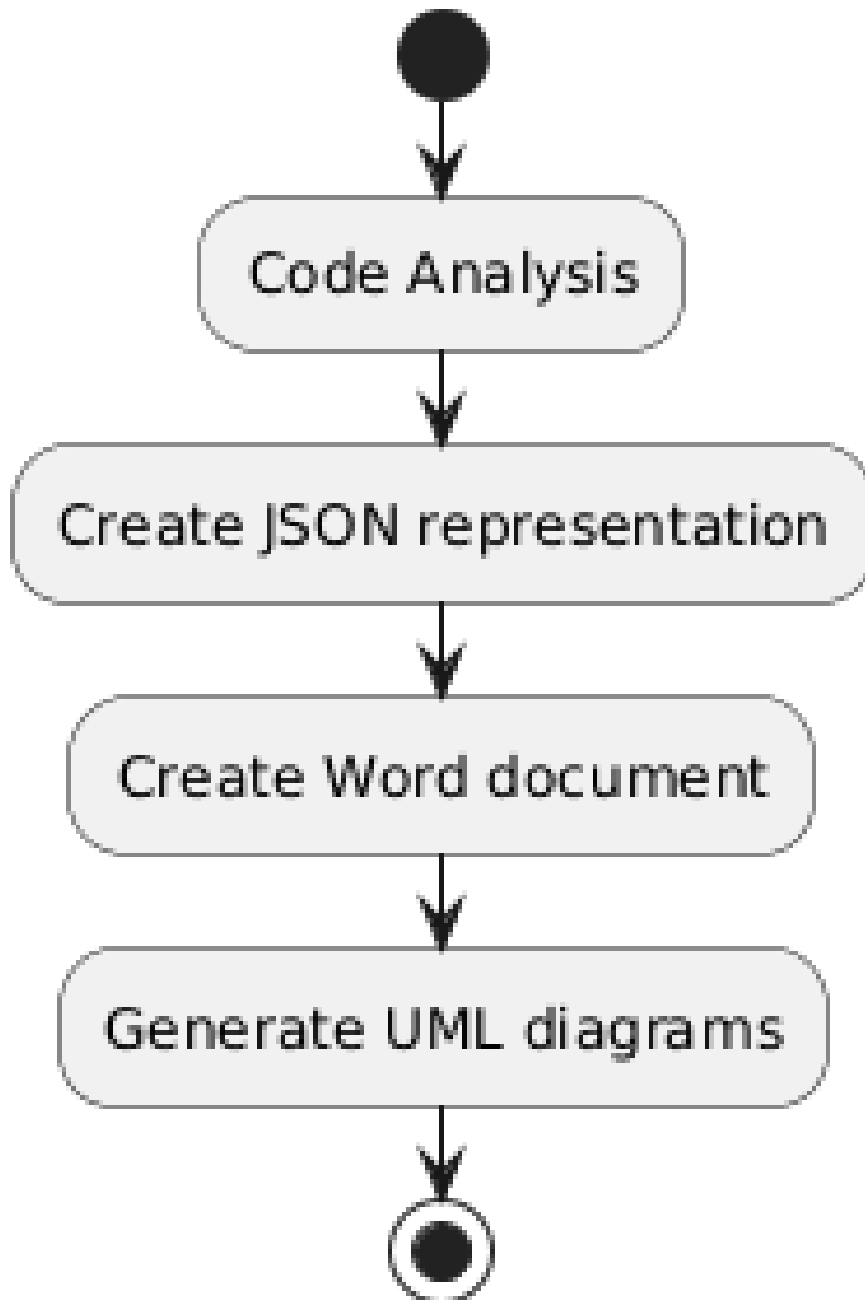 Code Analysis
Create JSON representation
Create Word document
Generate UML diagrams